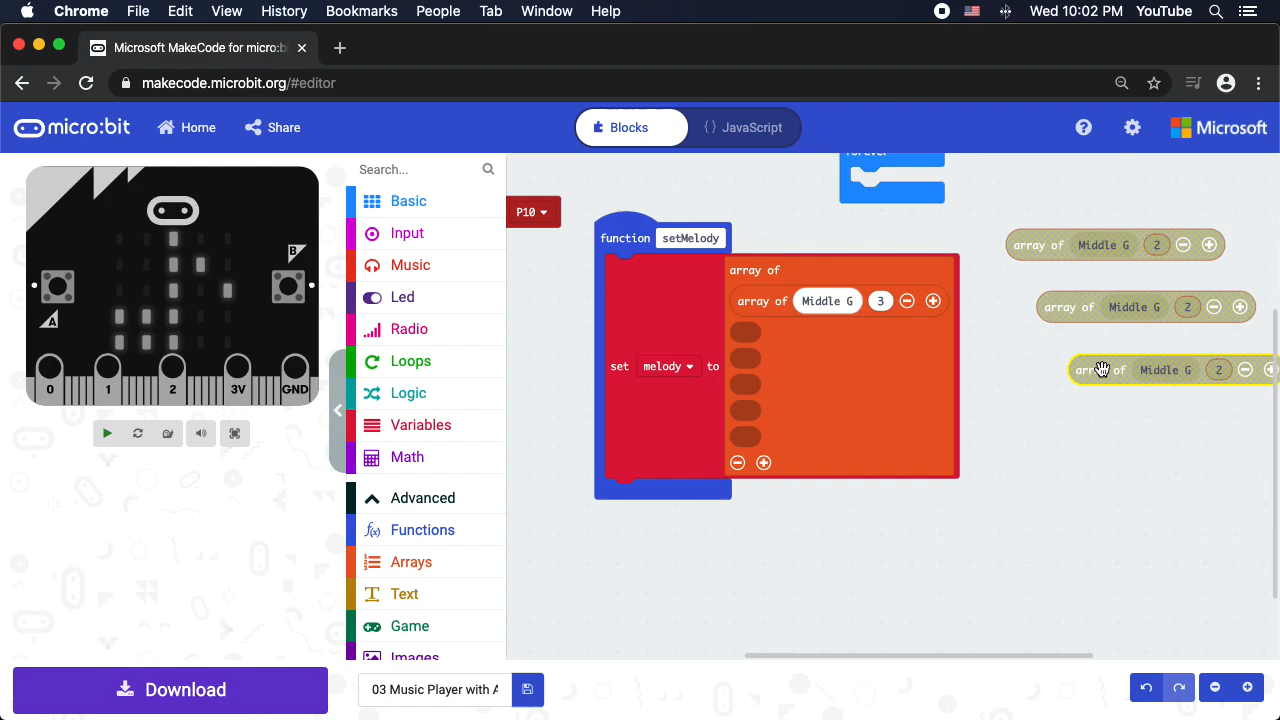 Chrome File Edit View History Bookmarks People Tab Window Help Wed 10:02 PM YouTube
Microsoft MakeCode for micro:bi
makecode.microbit.org/#editor
micro:bit Home Share Blocks {} JavaScript Microsoft
Search...
Basic
Input
Music
Led
Radio
Loops
Logic
Variables
Math
Advanced
Functions
Arrays
Text
Game
Images
A
B
0 1 2 3V GND
Download
forever
P10
function setMelody
set melody to
array of
array of Middle G 3
array of Middle G 2
array of Middle G 2
array of Middle G 2
03 Music Player with A